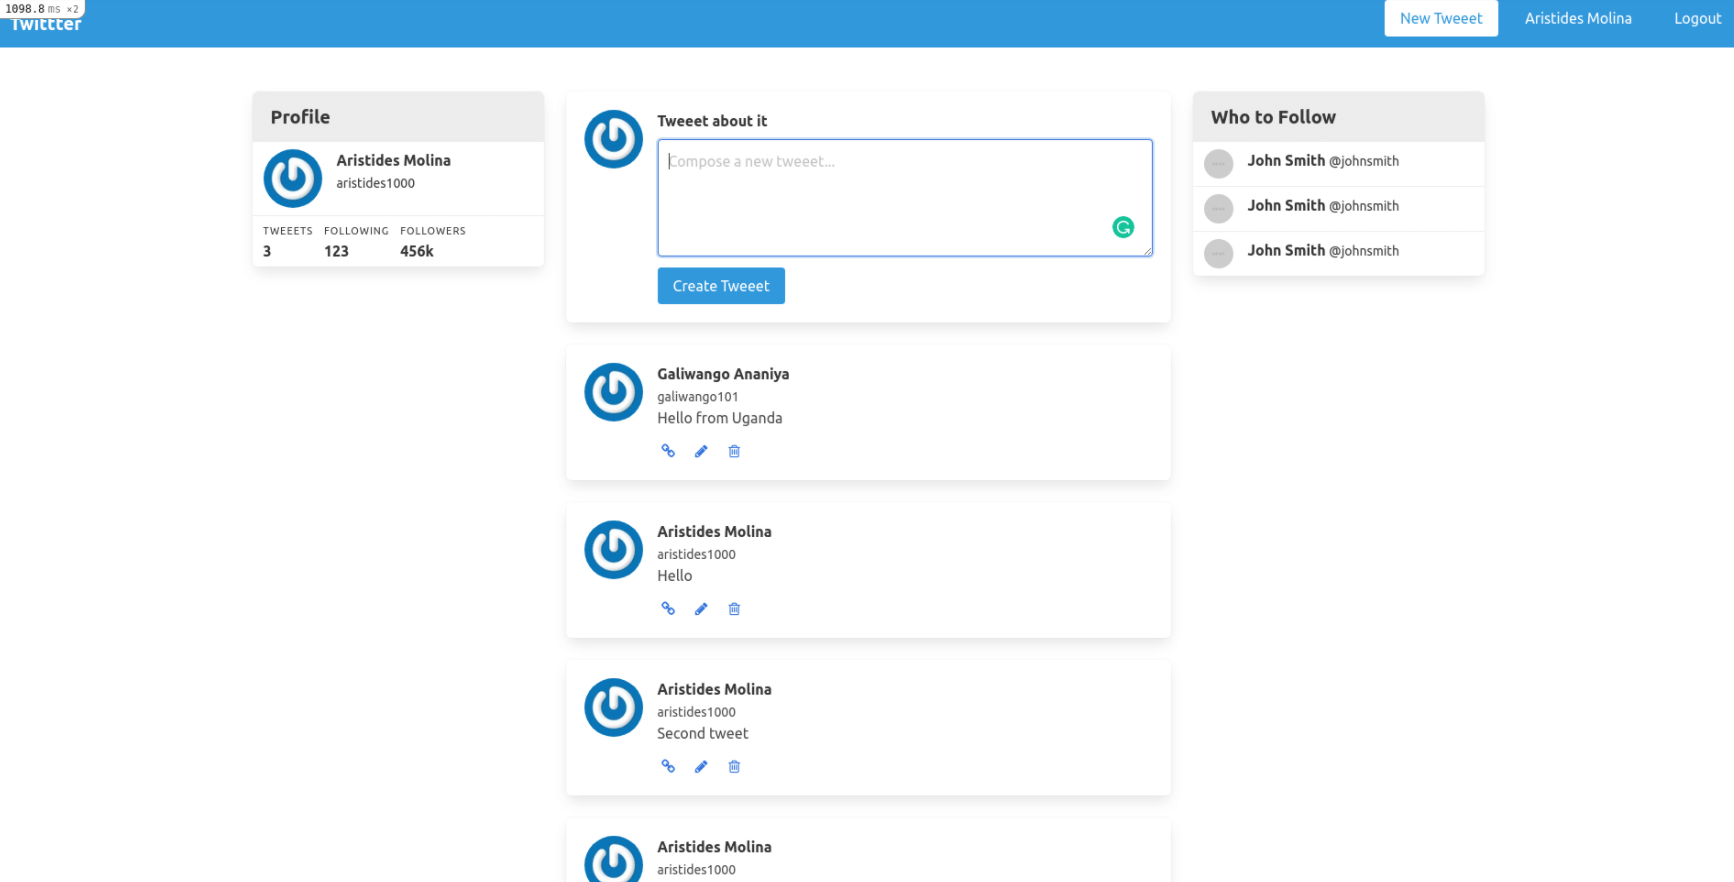 1098.8 ms ×2
Twittter
New Tweeet Aristides Molina Logout
Profile
Aristides Molina
aristides1000
TWEEETS FOLLOWING FOLLOWERS
3 123 456k
Tweeet about it
Compose a new tweeet...
Create Tweeet
Galiwango Ananiya
galiwango101
Hello from Uganda
Aristides Molina
aristides1000
Hello
Aristides Molina
aristides1000
Second tweet
Aristides Molina
aristides1000
Who to Follow
John Smith @johnsmith
John Smith @johnsmith
John Smith @johnsmith